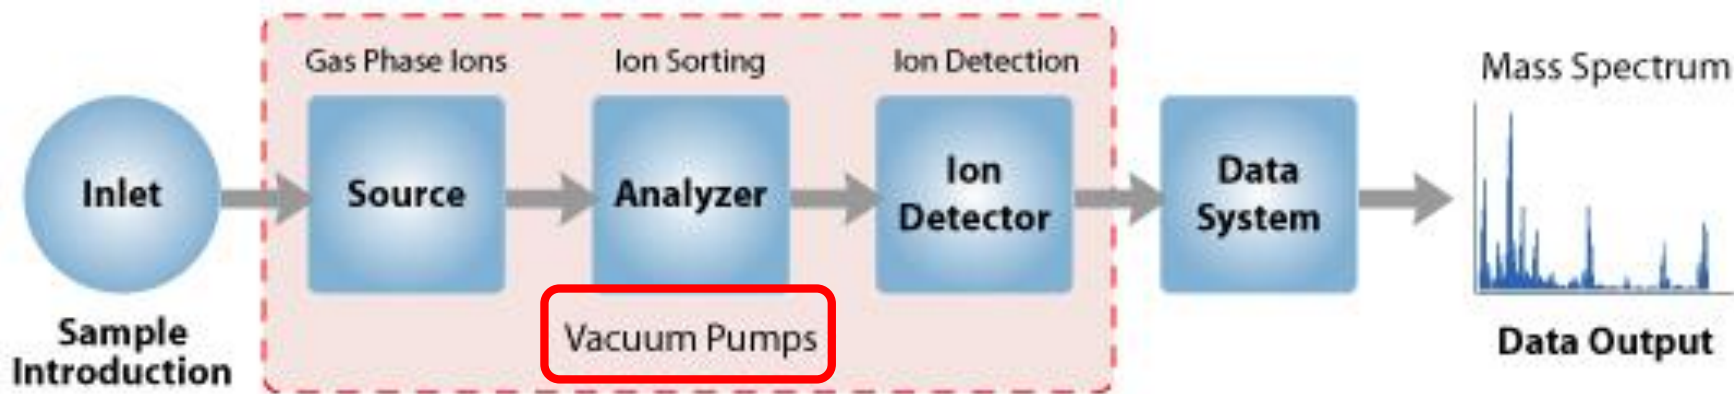 Gas Phase Ions
Ion Sorting
Ion Detection
Mass Spectrum
Inlet
Source
Analyzer
Ion
Detector
Data
System
Sample
Introduction
Vacuum Pumps
Data Output